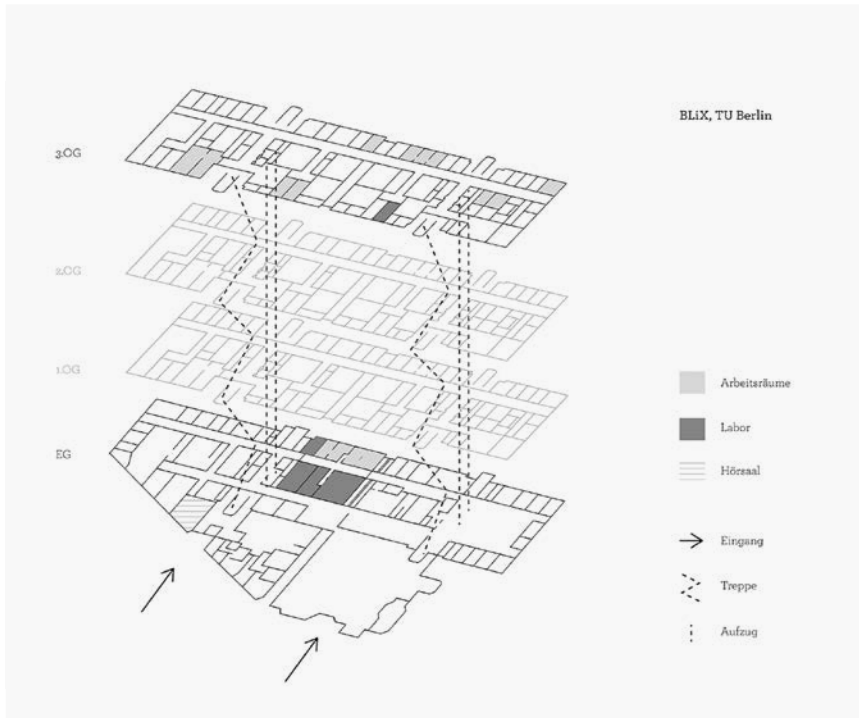 BLiX, TU Berlin
3.OG
2.OG
1.OG
EG
Arbeitsräume
Labor
Hörsaal
Eingang
Treppe
Aufzug